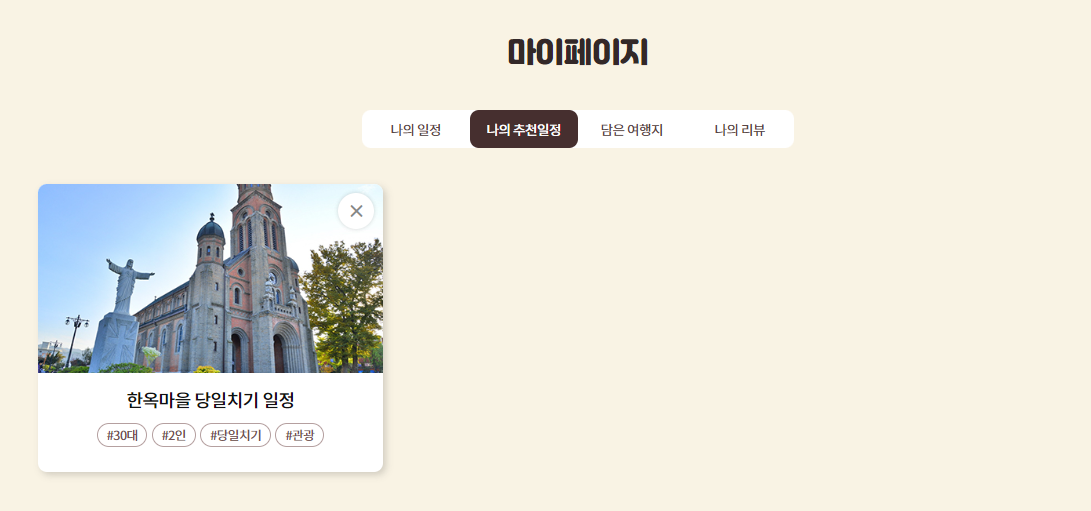 마이페이지
나의 일정 나의 추천일정 담은 여행지 나의 리뷰
한옥마을 당일치기 일정
#30대 #2인 #당일치기 #관광